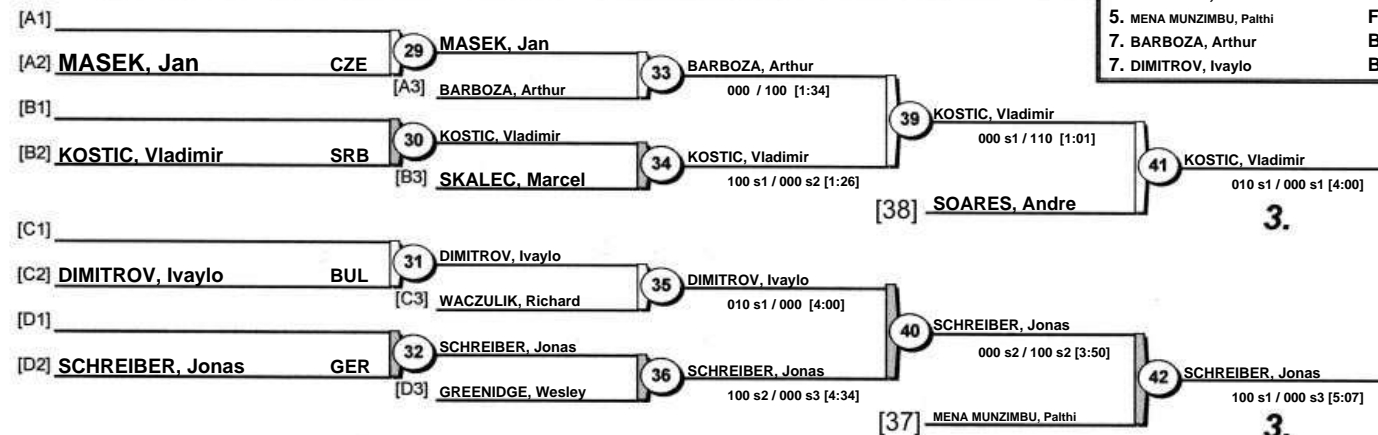 5. MENA MUNZIMBU, Palthi F
7. BARBOZA, Arthur B
7. DIMITROV, Ivaylo B
[A1]
[A2] MASEK, Jan CZE
29
MASEK, Jan
[A3] BARBOZA, Arthur
33
BARBOZA, Arthur
000 / 100 [1:34]
[B1]
[B2] KOSTIC, Vladimir SRB
30
KOSTIC, Vladimir
[B3] SKALEC, Marcel
34
KOSTIC, Vladimir
100 s1 / 000 s2 [1:26]
39
KOSTIC, Vladimir
000 s1 / 110 [1:01]
[38] SOARES, Andre
41
KOSTIC, Vladimir
010 s1 / 000 s1 [4:00]
3.
[C1]
[C2] DIMITROV, Ivaylo BUL
31
DIMITROV, Ivaylo
[C3] WACZULIK, Richard
35
DIMITROV, Ivaylo
010 s1 / 000 [4:00]
[D1]
[D2] SCHREIBER, Jonas GER
32
SCHREIBER, Jonas
[D3] GREENIDGE, Wesley
36
SCHREIBER, Jonas
100 s2 / 000 s3 [4:34]
40
SCHREIBER, Jonas
000 s2 / 100 s2 [3:50]
[37] MENA MUNZIMBU, Palthi
42
SCHREIBER, Jonas
100 s1 / 000 s3 [5:07]
3.